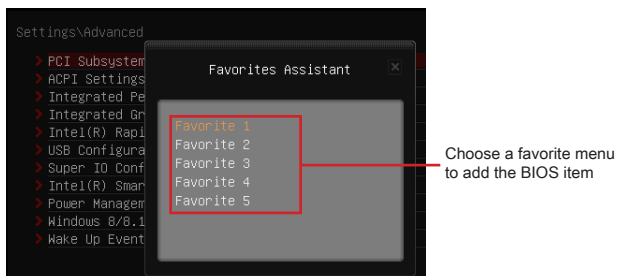 Settings\Advanced
> PCI Subsystem
> ACPI Settings
> Integrated Pe
> Integrated Gr
> Intel(R) Rapi
> USB Configura
> Super IO Conf
> Intel(R) Smar
> Power Managem
> Windows 8/8.1
> Wake Up Event
Favorites Assistant
Favorite 1
Favorite 2
Favorite 3
Favorite 4
Favorite 5
Choose a favorite menu
to add the BIOS item